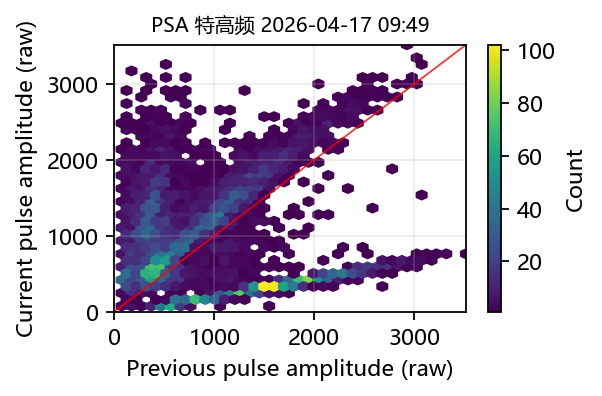 PSA 特高频 2026-04-17 09:49
Current pulse amplitude (raw)
3000
2000
1000
0
0 1000 2000 3000
Previous pulse amplitude (raw)
100
80
60
40
20
Count